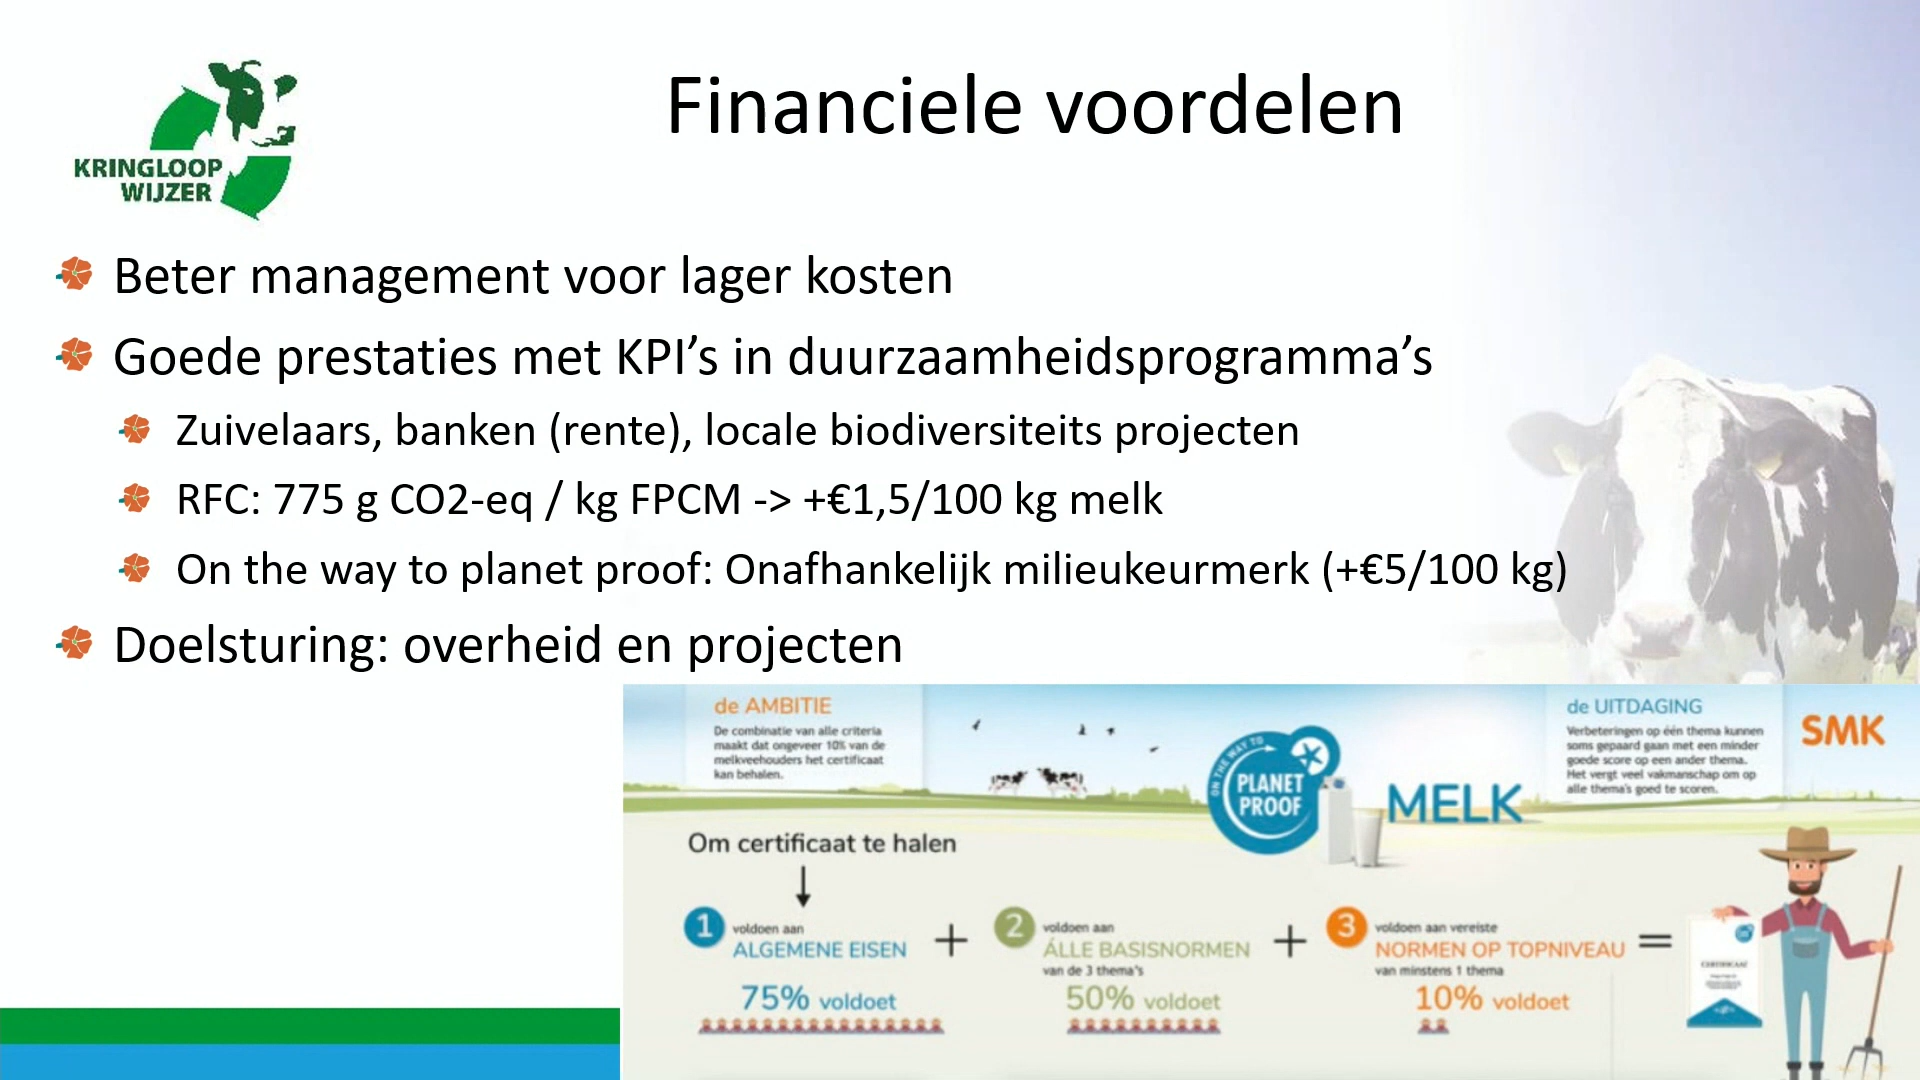 KRINGLOOP
WIJZER
Financiele voordelen
Beter management voor lager kosten
Goede prestaties met KPI’s in duurzaamheidsprogramma’s
Zuivelaars, banken (rente), locale biodiversiteits projecten
RFC: 775 g CO2-eq / kg FPCM -> +€1,5/100 kg melk
On the way to planet proof: Onafhankelijk milieukeurmerk (+€5/100 kg)
Doelsturing: overheid en projecten
de AMBITIE
De combinatie van alle criteria
maakt dat ongeveer 10% van de
melkveehouders het certificaat
kan behalen.
ON THE WAY TO
PLANET
PROOF
MELK
de UITDAGING
Verbeteringen op één thema kunnen
soms gepaard gaan met een minder
goede score op een ander thema.
Het vergt veel vakmanschap om op
alle thema's goed te scoren.
SMK
Om certificaat te halen
1 voldoen aan
ALGEMENE EISEN
75% voldoet
+
2 voldoen aan
ÁLLE BASISNORMEN
van de 3 thema's
50% voldoet
+
3 voldoen aan vereiste
NORMEN OP TOPNIVEAU
van minstens 1 thema
10% voldoet
=
CERTIFICAAT